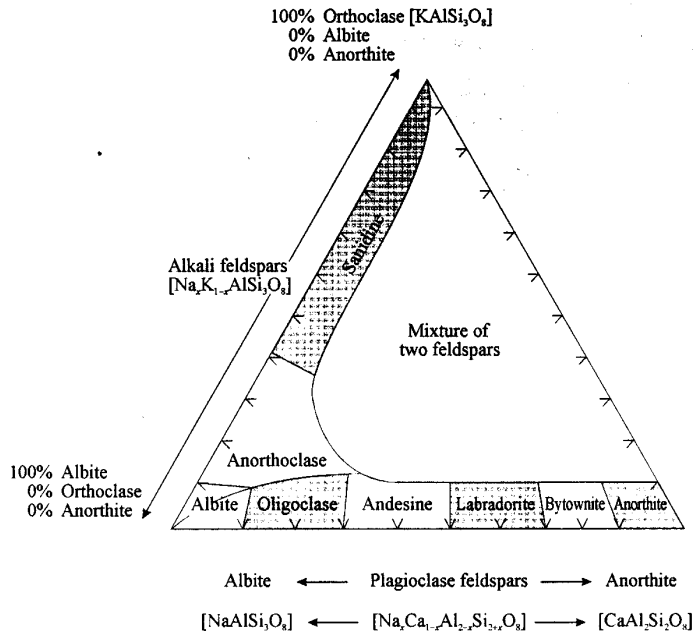 100% Orthoclase [KAlSi₃O₈]
0% Albite
0% Anorthite
Sanidine
Alkali feldspars
[NaₓK₁₋ₓAlSi₃O₈]
Mixture of
two feldspars
Anorthoclase
100% Albite
0% Orthoclase
0% Anorthite
Albite Oligoclase Andesine Labradorite Bytownite Anorthite
Albite ← Plagioclase feldspars → Anorthite
[NaAlSi₃O₈] ← [NaₓCa₁₋ₓAl₂₋ₓSi₂₊ₓO₈] → [CaAl₂Si₂O₈]